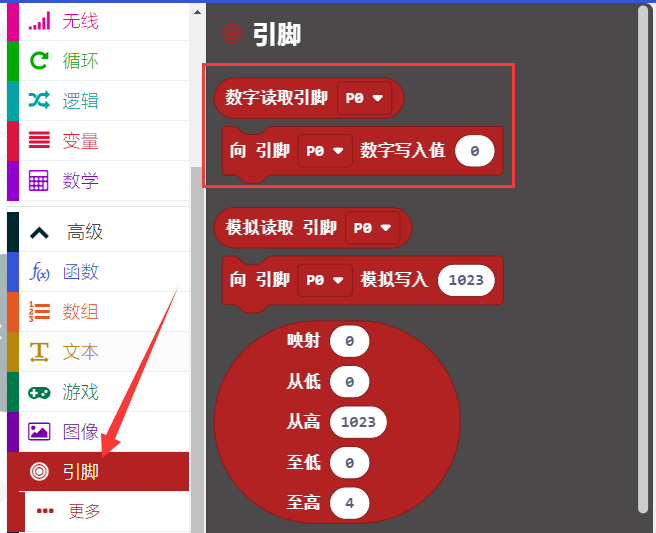 无线
循环
逻辑
变量
数学
高级
函数
数组
文本
游戏
图像
引脚
更多
引脚
数字读取引脚 P0
向 引脚 P0 数字写入值 0
模拟读取 引脚 P0
向 引脚 P0 模拟写入 1023
映射 0
从低 0
从高 1023
至低 0
至高 4